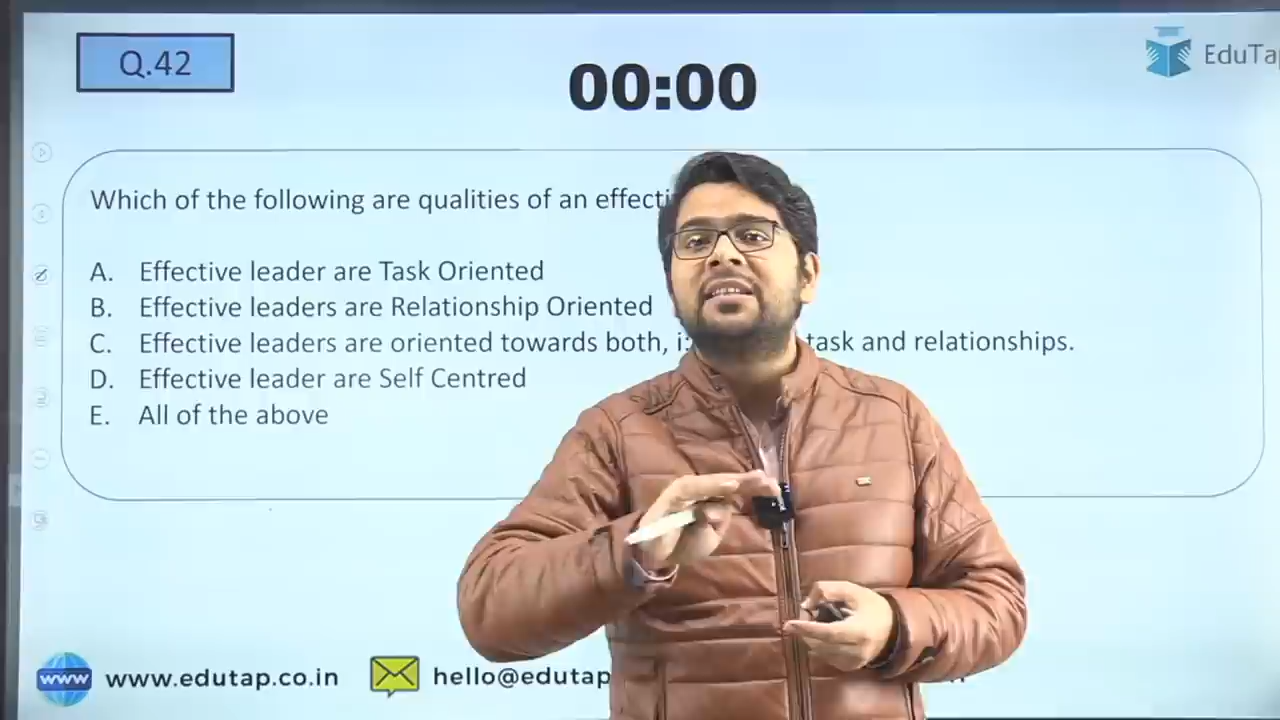 Q.42
00:00
EduTa
Which of the following are qualities of an
A. Effective leader are Task Oriented
B. Effective leaders are Relationship Oriented
C. Effective leaders are oriented towards both, task and relationships.
D. Effective leader are Self Centred
E. All of the above
www
www.edutap.co.in
hello@edutap